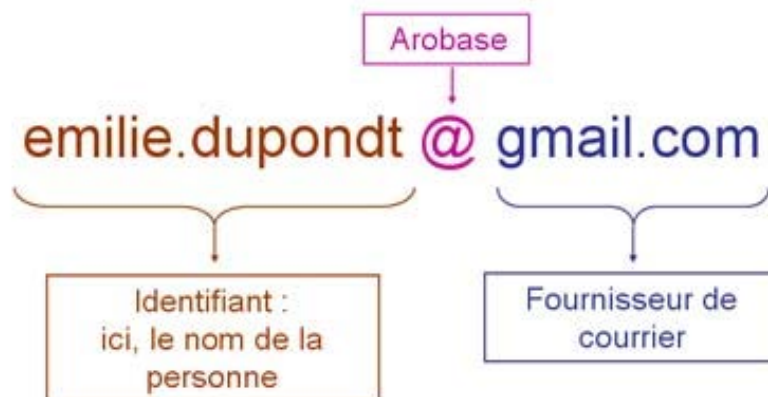 Arobase
emilie.dupondt @ gmail.com
Identifiant :
ici, le nom de la
personne
Fournisseur de
courrier